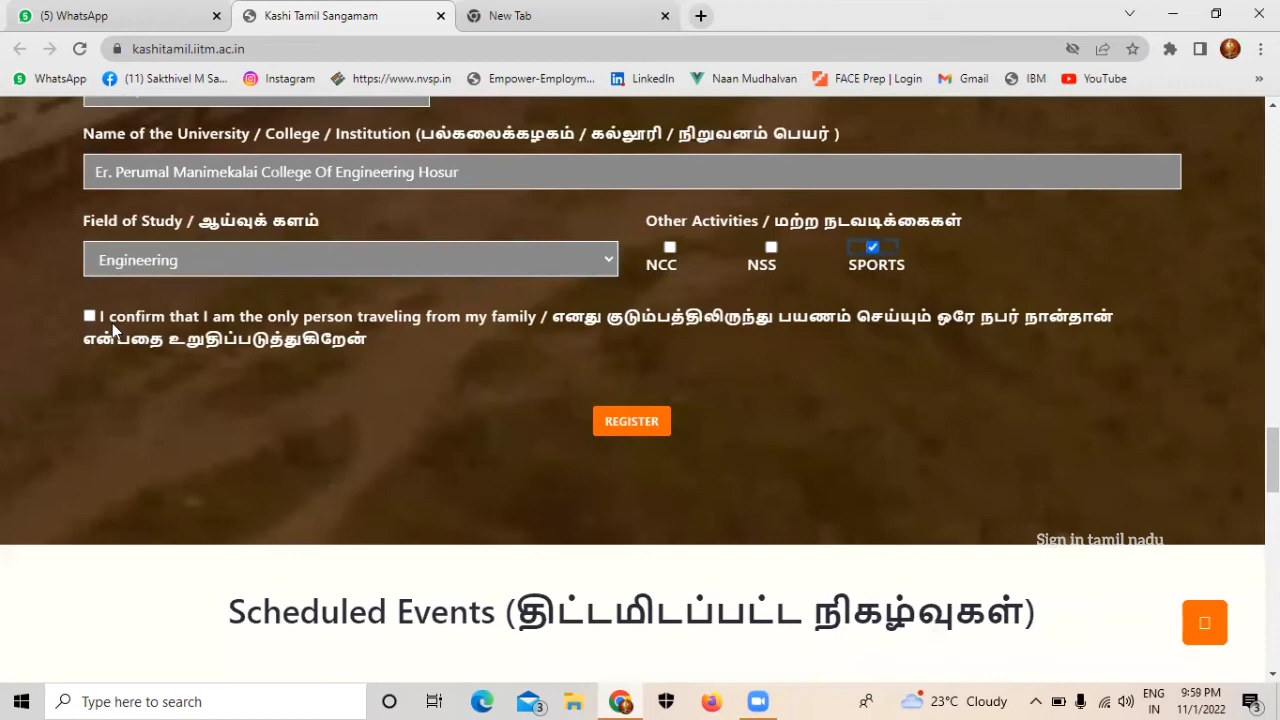 (5) WhatsApp
Kashi Tamil Sangamam
New Tab
kashitamil.iitm.ac.in
WhatsApp
(11) Sakthivel M Sa...
Instagram
https://www.nvsp.in
Empower-Employm...
LinkedIn
Naan Mudhalvan
FACE Prep | Login
Gmail
IBM
YouTube
»
Name of the University / College / Institution (பல்கலைக்கழகம் / கல்லூரி / நிறுவனம் பெயர் )
Er. Perumal Manimekalai College Of Engineering Hosur
Field of Study / ஆய்வுக் களம்
Other Activities / மற்ற நடவடிக்கைகள்
Engineering
NCC
NSS
SPORTS
I confirm that I am the only person traveling from my family / எனது குடும்பத்திலிருந்து பயணம் செய்யும் ஒரே நபர் நான்தான்
என்பதை உறுதிப்படுத்துகிறேன்
REGISTER
Sign in tamil nadu
Scheduled Events (திட்டமிடப்பட்ட நிகழ்வுகள்)
Type here to search
3
23°C Cloudy
ENG
IN
9:59 PM
11/1/2022
3